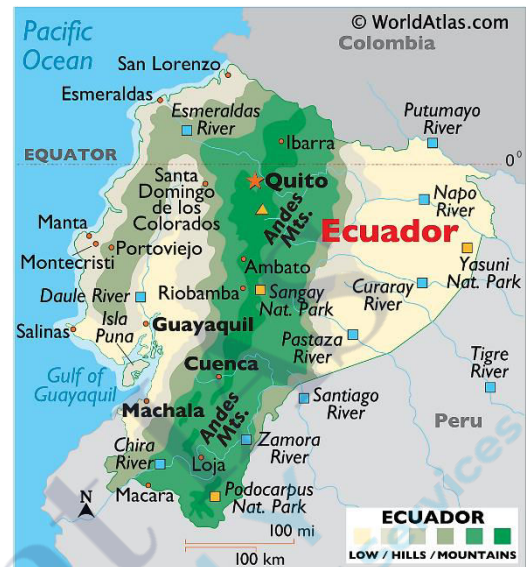 © WorldAtlas.com
Pacific
Ocean
Colombia
San Lorenzo
Esmeraldas
Esmeraldas
River
Putumayo
River
Ibarra
EQUATOR
0°
Santa
Domingo
de los
Colorados
Quito
Andes
Mts.
Napo
River
Ecuador
Manta
Portoviejo
Montecristi
Yasuni
Nat. Park
Ambato
Daule River
Riobamba
Sangay
Nat. Park
Curaray
River
Isla
Puna
Salinas
Guayaquil
Pastaza
River
Gulf of
Guayaquil
Cuenca
Tigre
River
Santiago
River
Machala
Andes
Mts.
Peru
Chira
River
Loja
Zamora
River
Macara
Podocarpus
Nat. Park
N
100 mi
100 km
ECUADOR
LOW / HILLS / MOUNTAINS
services